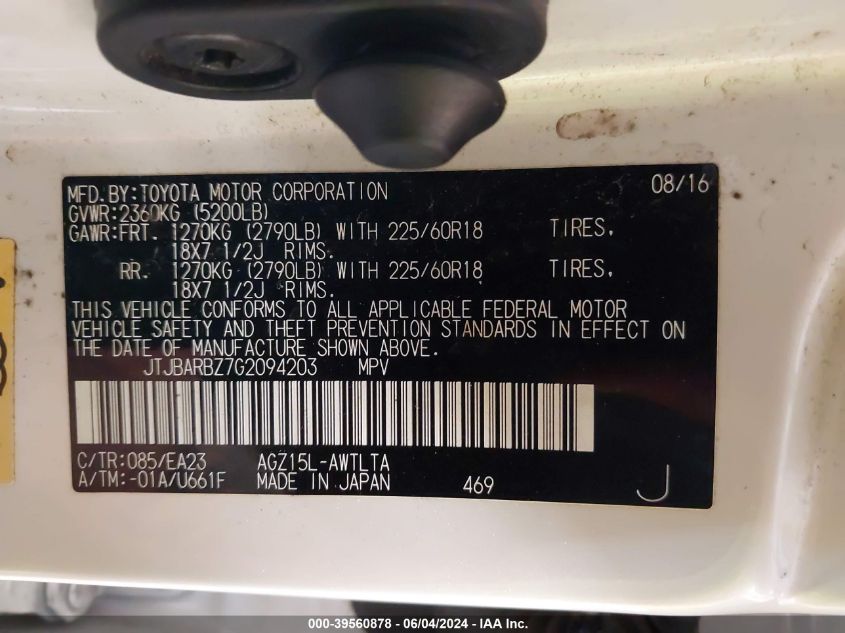 MFD.BY:TOYOTA MOTOR CORPORATION 08/16
GVWR:2360KG (5200LB)
GAWR:FRT. 1270KG (2790LB) WITH 225/60R18 TIRES,
18X7 1/2J RIMS.
RR. 1270KG (2790LB) WITH 225/60R18 TIRES,
18X7 1/2J RIMS.
THIS VEHICLE CONFORMS TO ALL APPLICABLE FEDERAL MOTOR
VEHICLE SAFETY AND THEFT PREVENTION STANDARDS IN EFFECT ON
THE DATE OF MANUFACTURE SHOWN ABOVE.
JTJBARBZ7G2094203 MPV
C/TR:085/EA23 AGZ15L-AWTLTA
A/TM:-01A/U661F MADE IN JAPAN 469 J
000-39560878 - 06/04/2024 - IAA Inc.